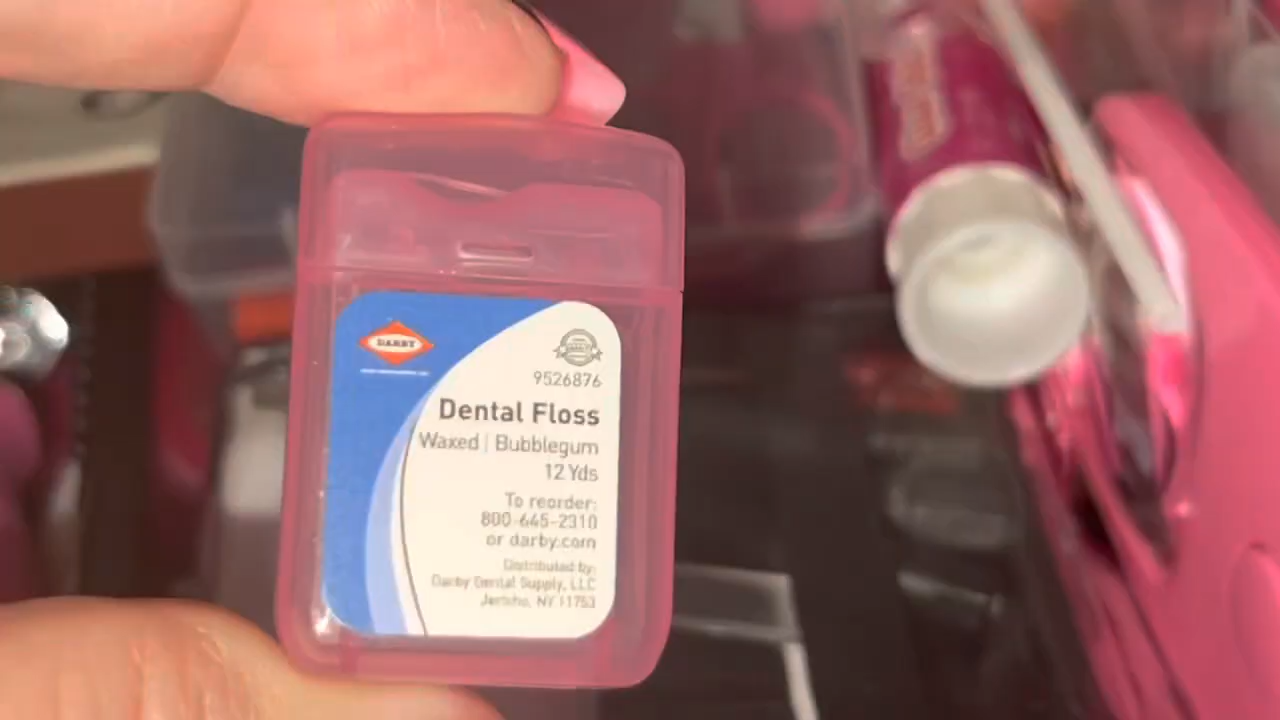 DARBY
9526876
Dental Floss
Waxed | Bubblegum
12 Yds
To reorder:
800-645-2310
or darby.com
Distributed by:
Darby Dental Supply, LLC
Jericho, NY 11753